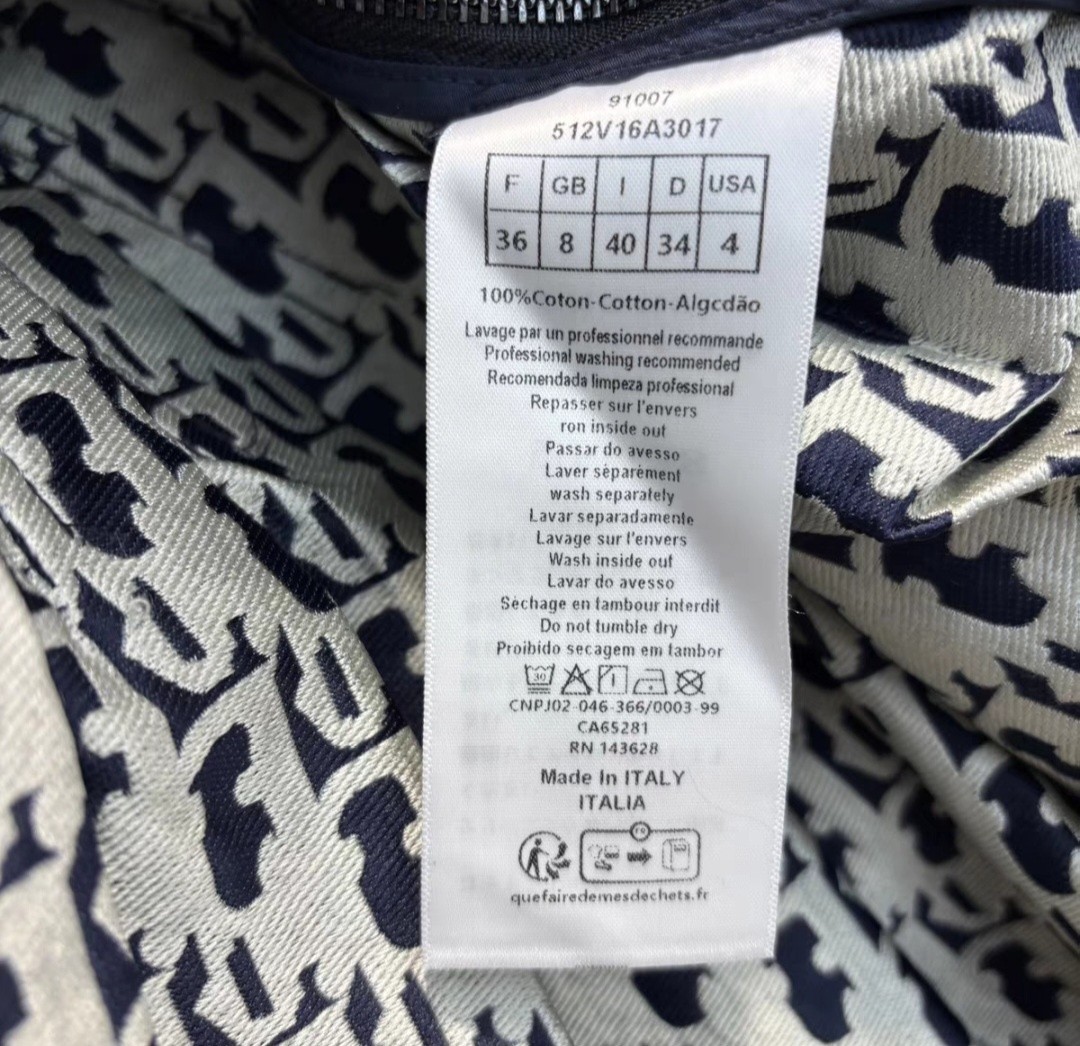 91007
512V16A3017
F GB I D USA
36 8 40 34 4
100%Coton-Cotton-Algcdão
Lavage par un professionnel recommande
Professional washing recommended
Recomendada limpeza professional
Repasser sur l'envers
ron inside out
Passar do avesso
Laver séparément
wash separately
Lavar separadamente
Lavage sur l'envers
Wash inside out
Lavar do avesso
Séchage en tambour interdit
Do not tumble dry
Proibido secagem em tambor
30
CNPJ02-046-366/0003-99
CA65281
RN 143628
Made In ITALY
ITALIA
quefairedemesdechets.fr